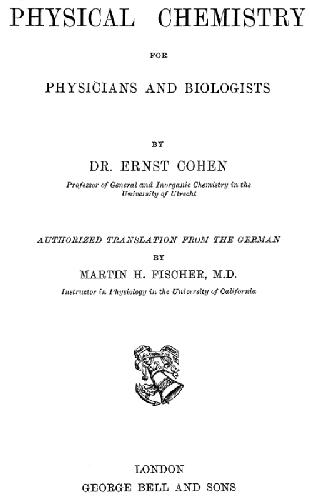 PHYSICAL CHEMISTRY
FOR
PHYSICIANS AND BIOLOGISTS
BY
DR. ERNST COHEN
Professor of General and Inorganic Chemistry in the
University of Utrecht
AUTHORIZED TRANSLATION FROM THE GERMAN
BY
MARTIN H. FISCHER, M.D.
Instructor in Physiology in the University of California
LONDON
GEORGE BELL AND SONS